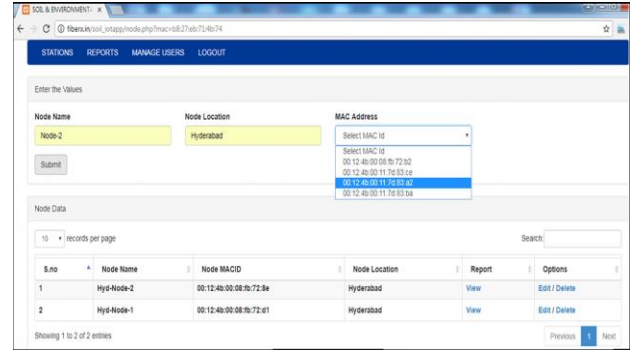 SOIL & ENVIRONMENT- x
fiberx.in/soil_iotapp/node.php?mac=b8:27:eb:71:4b:74
STATIONS REPORTS MANAGE USERS LOGOUT
Enter the Values
Node Name Node Location MAC Address
Node-2 Hyderabad Select MAC Id
Select MAC Id
00:12:4b:00:08:fb:72:b2
00:12:4b:00:11:7d:83:ce
00:12:4b:00:11:7d:83:a2
00:12:4b:00:11:7d:83:ba
Submit
Node Data
10 records per page Search:
S.no Node Name Node MACID Node Location Report Options
1 Hyd-Node-2 00:12:4b:00:08:fb:72:8e Hyderabad View Edit / Delete
2 Hyd-Node-1 00:12:4b:00:08:fb:72:d1 Hyderabad View Edit / Delete
Showing 1 to 2 of 2 entries Previous 1 Next